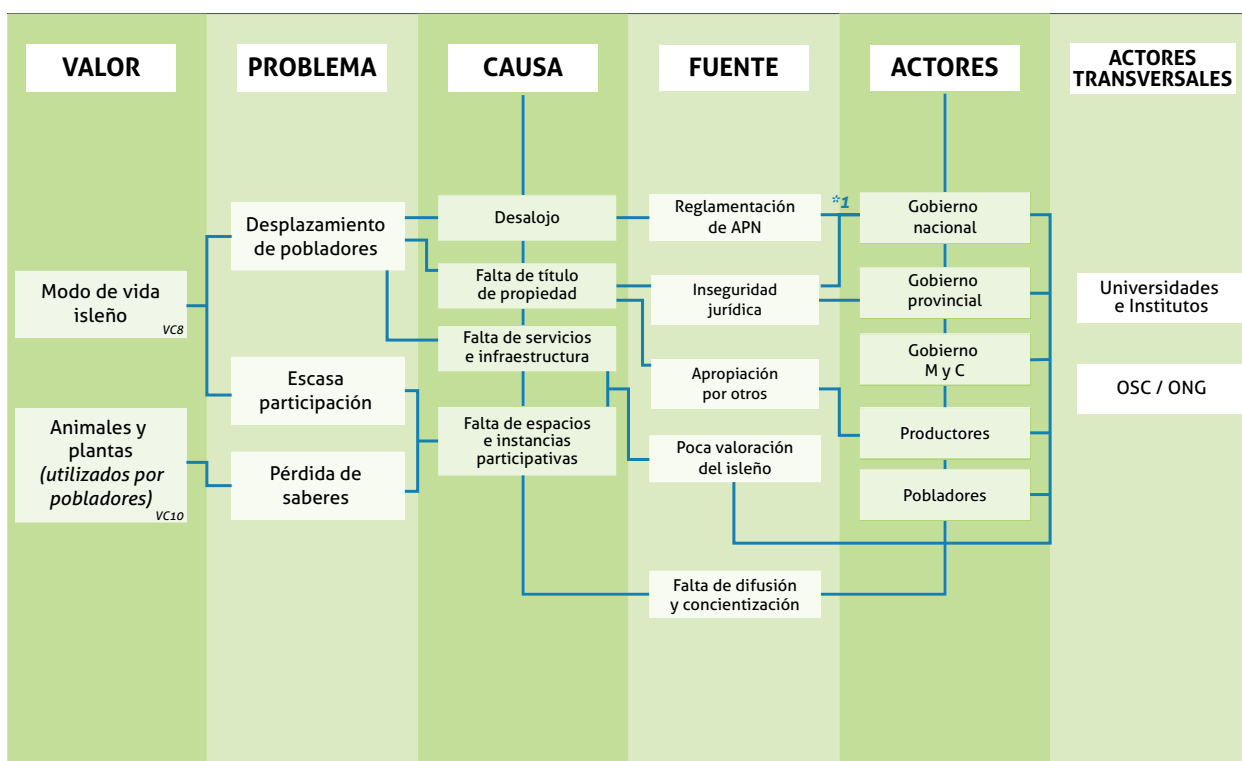 VALOR
PROBLEMA
CAUSA
FUENTE
ACTORES
ACTORES
TRANSVERSALES
Modo de vida
isleño
VC8
Animales y
plantas
(utilizados por
pobladores)
VC10
Desplazamiento
de pobladores
Escasa
participación
Pérdida de
saberes
Desalojo
Falta de título
de propiedad
Falta de servicios
e infraestructura
Falta de espacios
e instancias
participativas
Reglamentación
de APN
*1
Inseguridad
jurídica
Apropiación
por otros
Poca valoración
del isleño
Falta de difusión
y concientización
Gobierno
nacional
Gobierno
provincial
Gobierno
M y C
Productores
Pobladores
Universidades
e Institutos
OSC / ONG